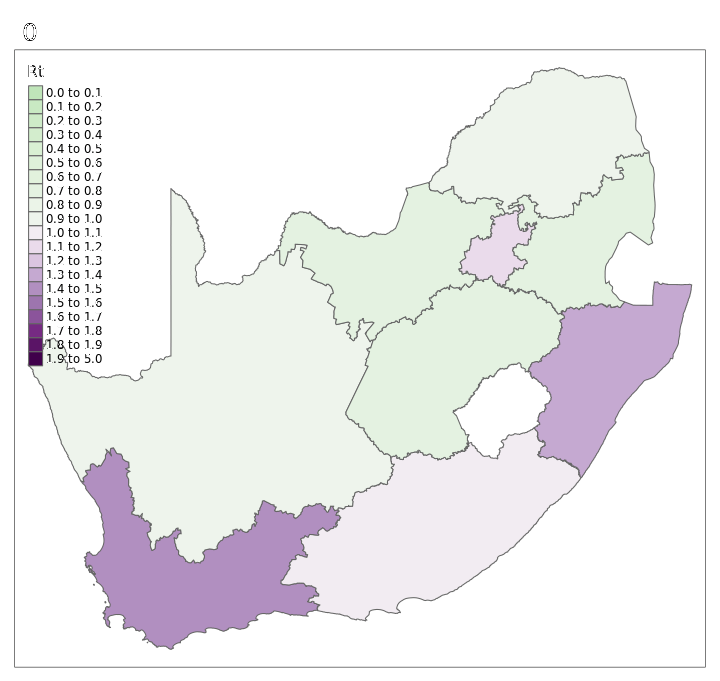 0
Rt
0.0 to 0.1
0.1 to 0.2
0.2 to 0.3
0.3 to 0.4
0.4 to 0.5
0.5 to 0.6
0.6 to 0.7
0.7 to 0.8
0.8 to 0.9
0.9 to 1.0
1.0 to 1.1
1.1 to 1.2
1.2 to 1.3
1.3 to 1.4
1.4 to 1.5
1.5 to 1.6
1.6 to 1.7
1.7 to 1.8
1.8 to 1.9
1.9 to 5.0